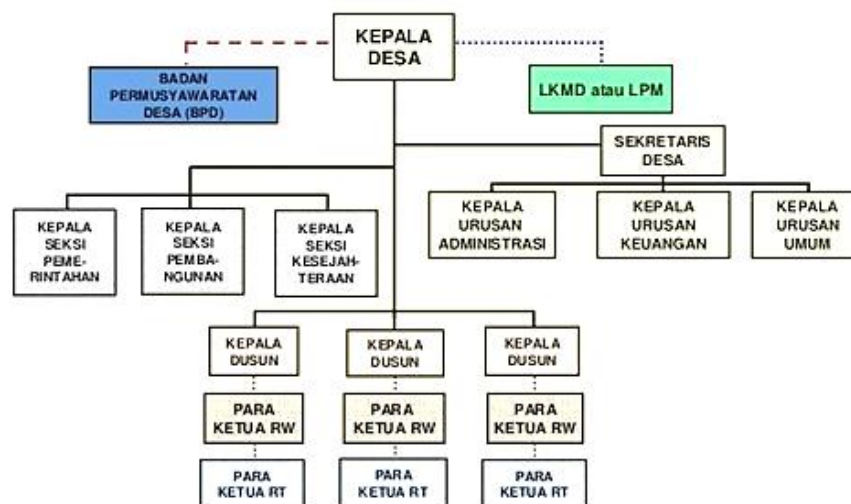 KEPALA
DESA
BADAN
PERMUSYAWARATAN
DESA (BPD)
LKMD atau LPM
SEKRETARIS
DESA
KEPALA
SEKSI
PEME-
RINTAHAN
KEPALA
SEKSI
PEMBA-
NGUNAN
KEPALA
SEKSI
KESEJAH-
TERAAN
KEPALA
URUSAN
ADMINISTRASI
KEPALA
URUSAN
KEUANGAN
KEPALA
URUSAN
UMUM
KEPALA
DUSUN
KEPALA
DUSUN
KEPALA
DUSUN
PARA
KETUA RW
PARA
KETUA RW
PARA
KETUA RW
PARA
KETUA RT
PARA
KETUA RT
PARA
KETUA RT